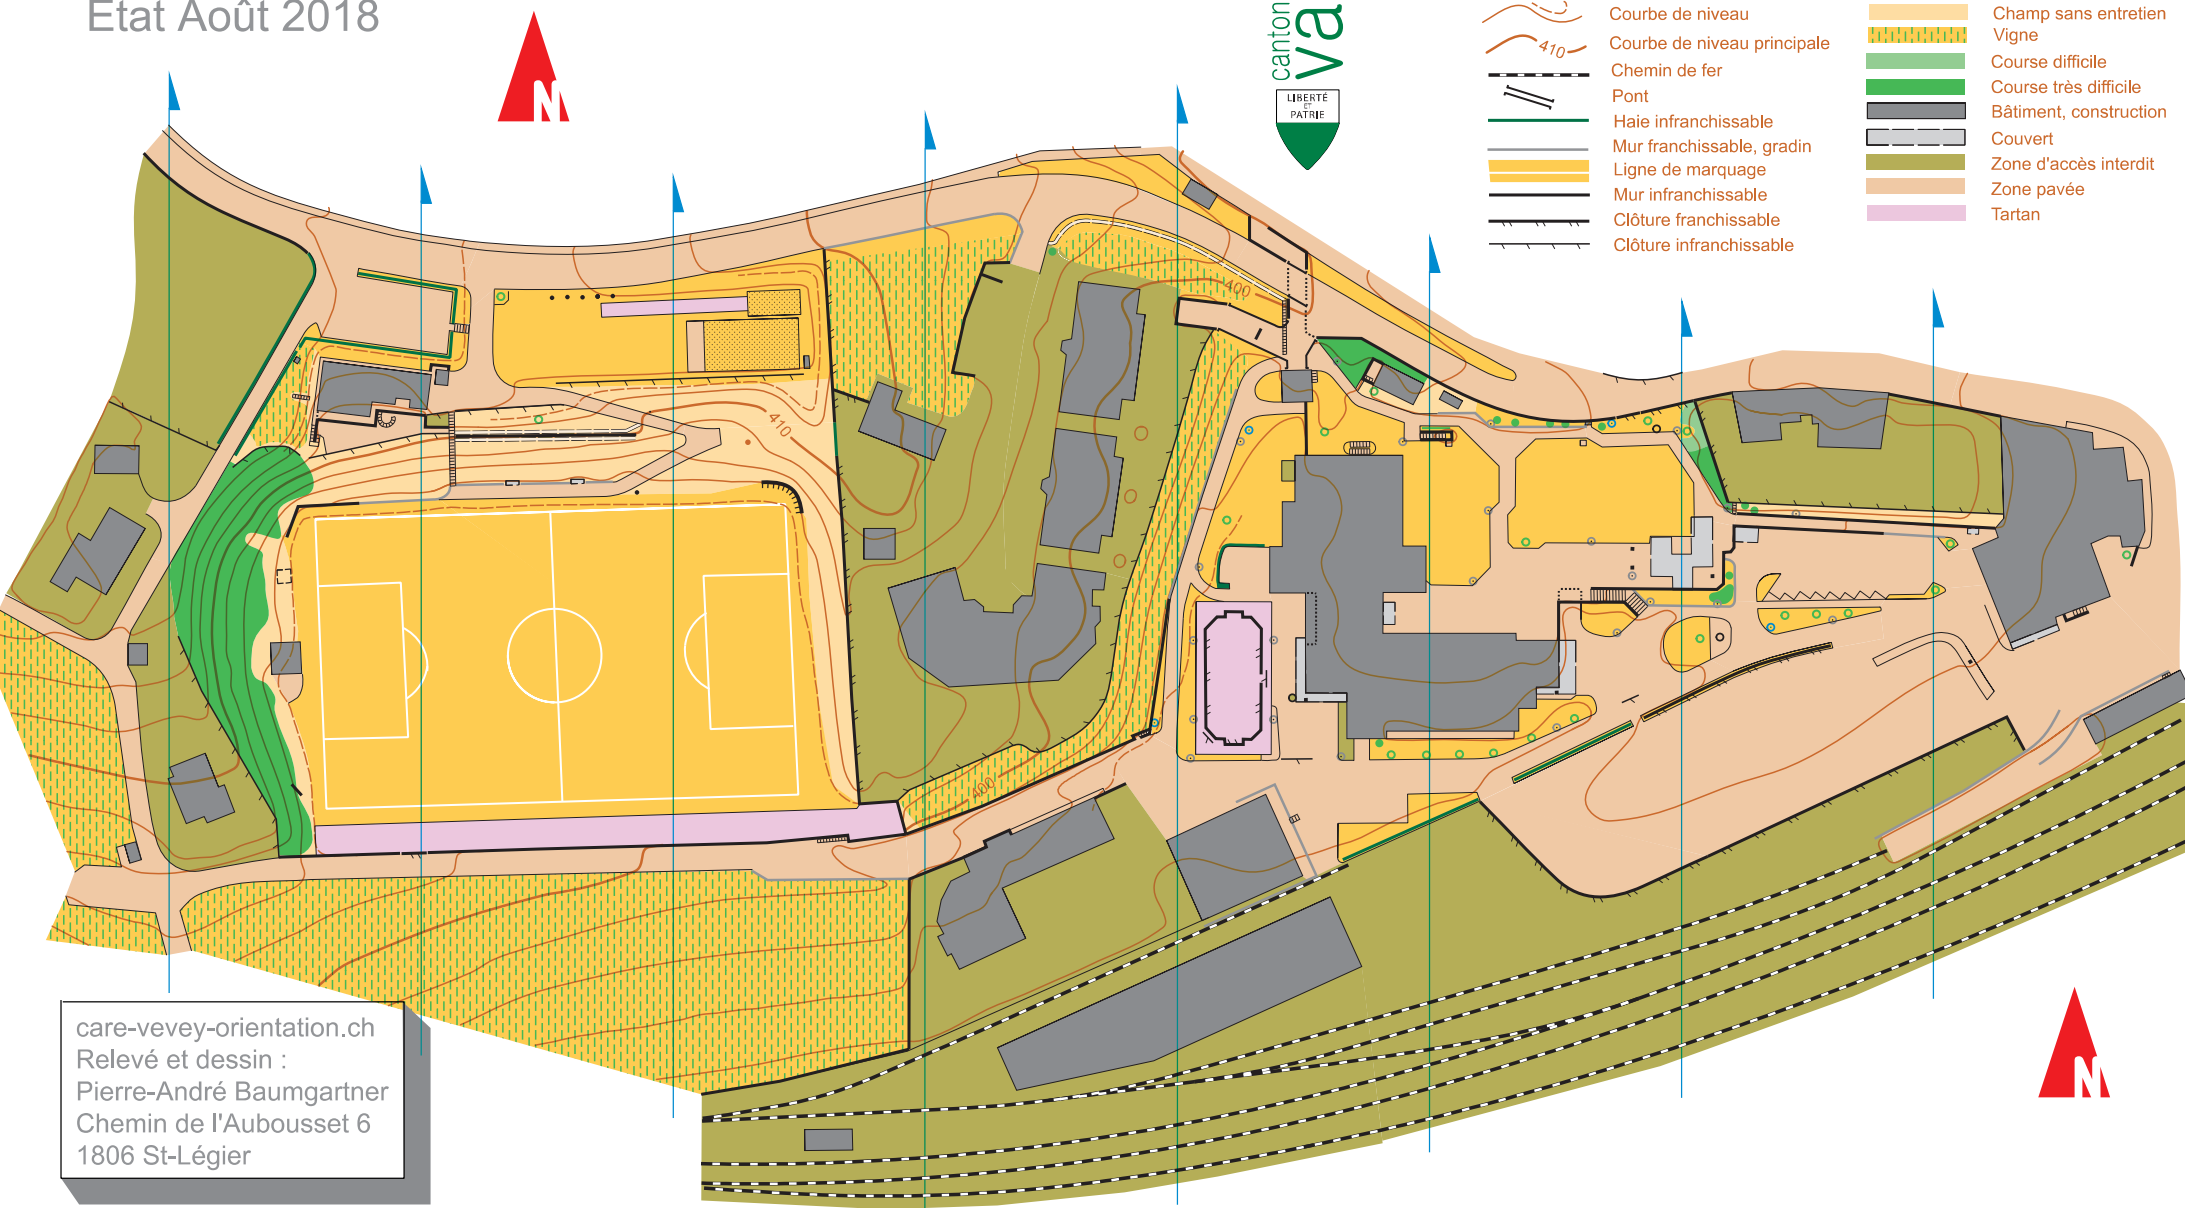 Etat Août 2018
N
canton
va
LIBERTÉ
ET
PATRIE
Courbe de niveau
410
Courbe de niveau principale
Chemin de fer
Pont
Haie infranchissable
Mur franchissable, gradin
Ligne de marquage
Mur infranchissable
Clôture franchissable
Clôture infranchissable
Champ sans entretien
Vigne
Course difficile
Course très difficile
Bâtiment, construction
Couvert
Zone d'accès interdit
Zone pavée
Tartan
400
410
400
care-vevey-orientation.ch
Relevé et dessin :
Pierre-André Baumgartner
Chemin de l'Aubousset 6
1806 St-Légier
N